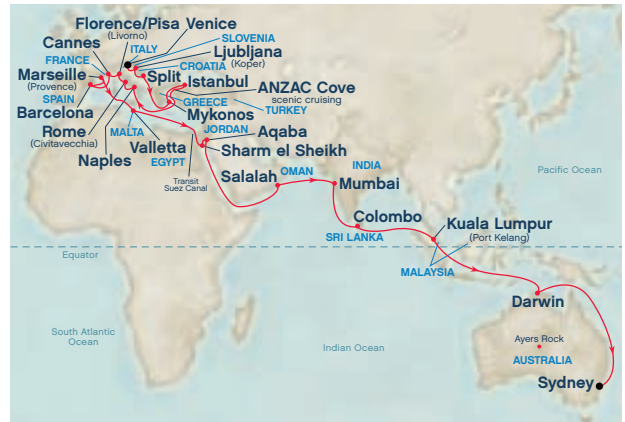 Florence/Pisa
(Livorno)
Venice
ITALY
SLOVENIA
Cannes
Ljubljana
(Koper)
FRANCE
CROATIA
Marseille
(Provence)
Split
Istanbul
ANZAC Cove
scenic cruising
SPAIN
GREECE
TURKEY
Barcelona
Mykonos
Rome
(Civitavecchia)
MALTA
JORDAN
Aqaba
Naples
Valletta
Sharm el Sheikh
EGYPT
Transit
Suez Canal
Salalah
OMAN
INDIA
Mumbai
Pacific Ocean
Colombo
SRI LANKA
Kuala Lumpur
(Port Kelang)
Equator
MALAYSIA
Darwin
South Atlantic
Ocean
Indian Ocean
Ayers Rock
AUSTRALIA
Sydney